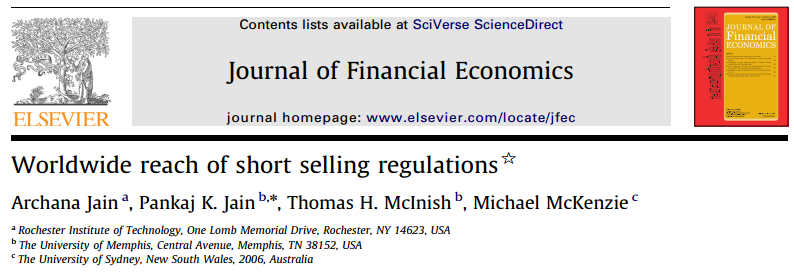 Contents lists available at SciVerse ScienceDirect
Journal of Financial Economics
journal homepage: www.elsevier.com/locate/jfec
ELSEVIER
JOURNAL OF
Financial
ECONOMICS
Worldwide reach of short selling regulations☆
Archana Jain a, Pankaj K. Jain b,*, Thomas H. McInish b, Michael McKenzie c
a Rochester Institute of Technology, One Lomb Memorial Drive, Rochester, NY 14623, USA
b The University of Memphis, Central Avenue, Memphis, TN 38152, USA
c The University of Sydney, New South Wales, 2006, Australia